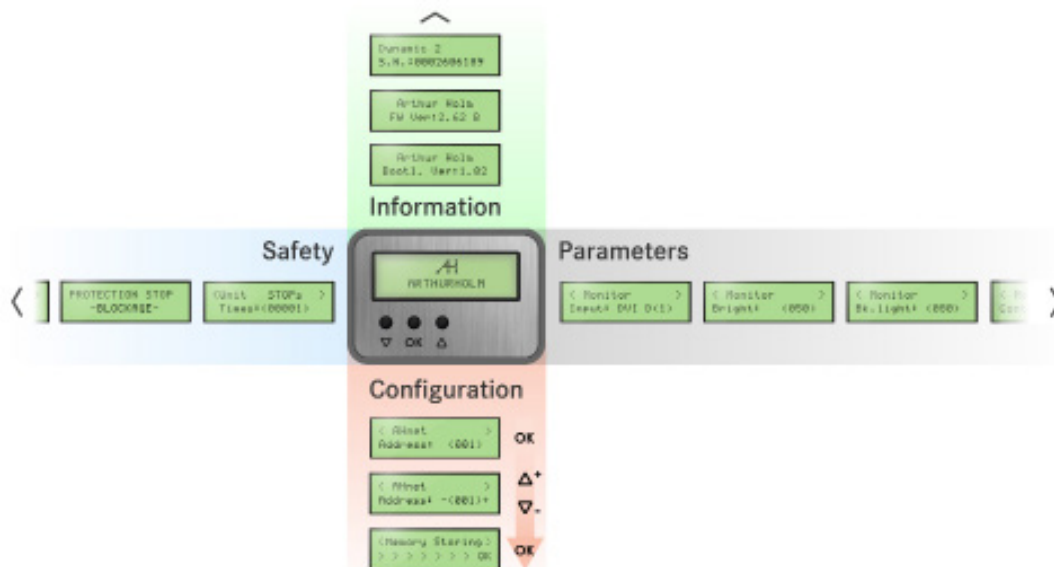 Dynamic 2
S.N.:0002606189
Arthur Holm
FW Ver:2.62 B
Arthur Holm
Bootl. Ver:1.02
Information
Safety
Parameters
PROTECTION STOP
-BLOCKAGE-
<Unit STOPs >
Times:(00001)
AH
ARTHURHOLM
OK
< Monitor >
Input: DVI D(1)
< Monitor >
Bright: (050)
< Monitor >
Bk.light: (080)
Configuration
< AHnet >
Address: (001)
OK
< AHnet >
Address: -(001)+
+
-
<Memory Storing>
> > > > > > > OK
OK